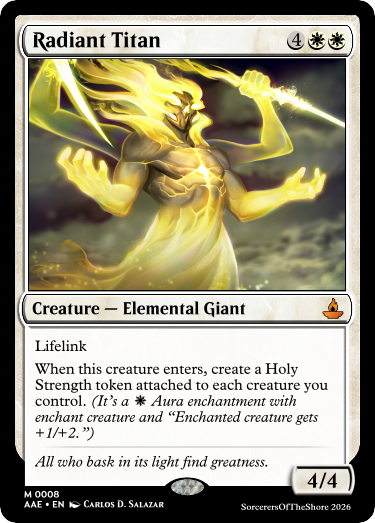 Radiant Titan 4
Creature — Elemental Giant
Lifelink
When this creature enters, create a Holy
Strength token attached to each creature you
control. (It's a Aura enchantment with
enchant creature and “Enchanted creature gets
+1/+2.”)
All who bask in its light find greatness.
4/4
M 0008
AAE • EN Carlos D. Salazar
SorcerersOfTheShore 2026